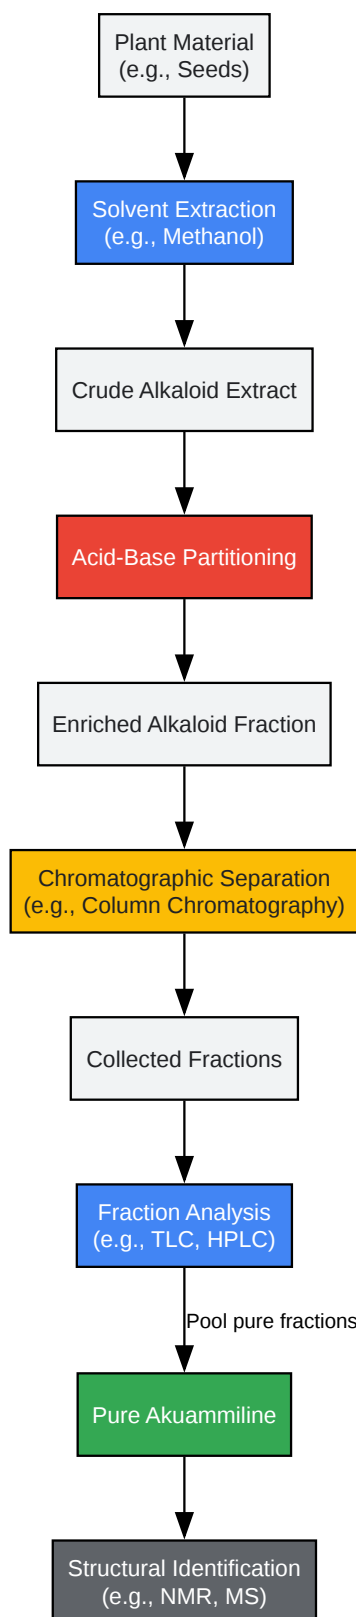 Plant Material
(e.g., Seeds)
Solvent Extraction
(e.g., Methanol)
Crude Alkaloid Extract
Acid-Base Partitioning
Enriched Alkaloid Fraction
Chromatographic Separation
(e.g., Column Chromatography)
Collected Fractions
Fraction Analysis
(e.g., TLC, HPLC)
Pool pure fractions
Pure Akuammiline
Structural Identification
(e.g., NMR, MS)